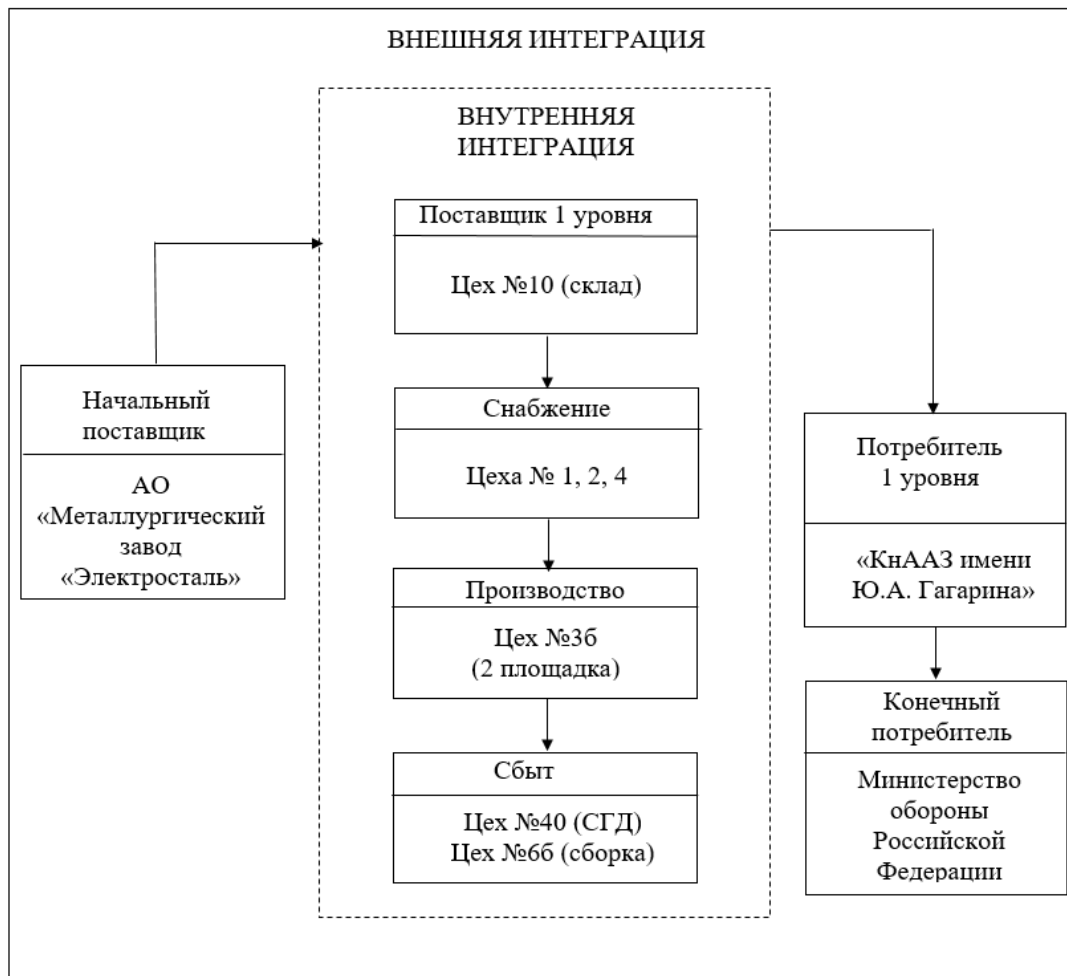 ВНЕШНЯЯ ИНТЕГРАЦИЯ
ВНУТРЕННЯЯ
ИНТЕГРАЦИЯ
Поставщик 1 уровня
Цех №10 (склад)
Снабжение
Цеха № 1, 2, 4
Производство
Цех №3б
(2 площадка)
Сбыт
Цех №40 (СГД)
Цех №6б (сборка)
Начальный
поставщик
АО
«Металлургический
завод
«Электросталь»
Потребитель
1 уровня
«КнААЗ имени
Ю.А. Гагарина»
Конечный
потребитель
Министерство
обороны
Российской
Федерации